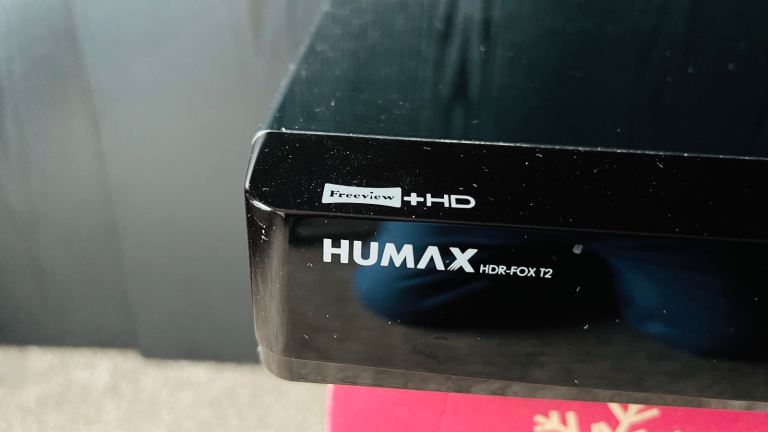 Freeview +HD
HUMAX HDR-FOX T2